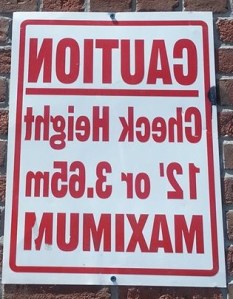 CAUTION
Check Height
12' or 3.65m
MAXIMUM